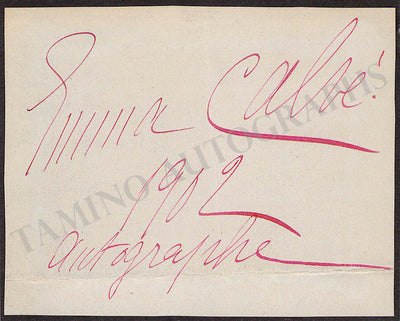 Emma Calvé
1902
autographe
TAMINO AUTOGRAPHS